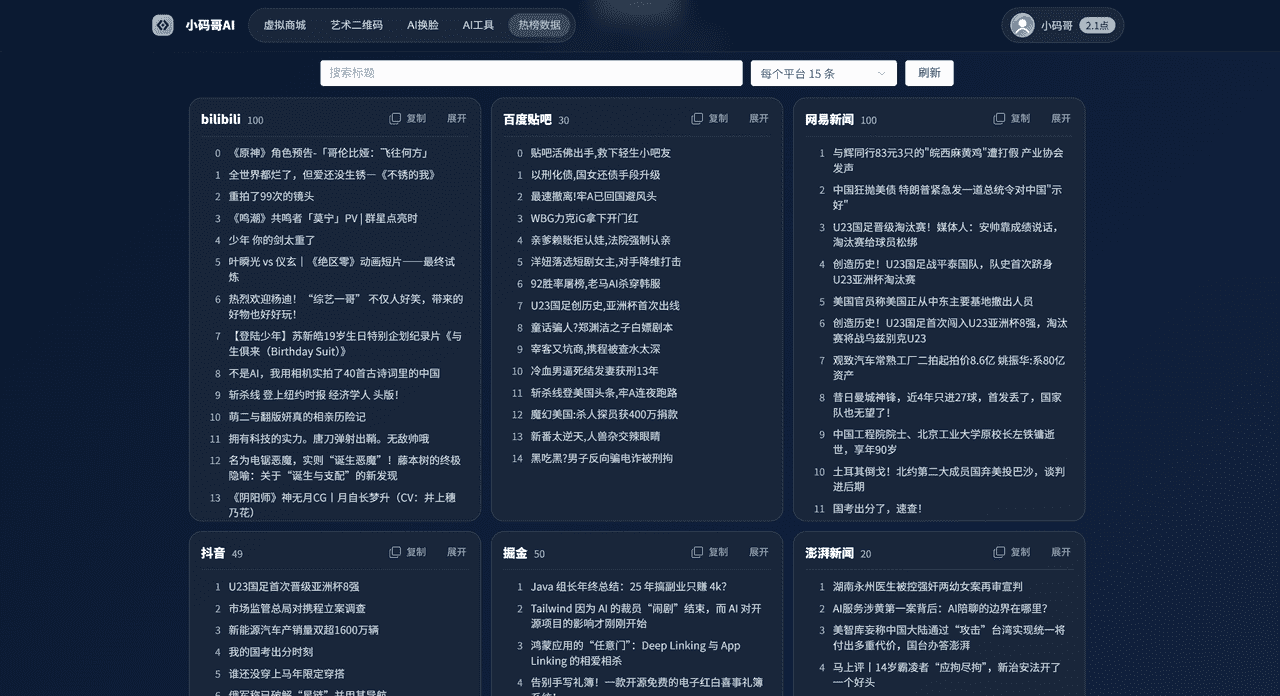 小码哥AI
虚拟商城
艺术二维码
AI换脸
AI工具
热榜数据
小码哥
2.1点
搜索标题
每个平台 15 条
刷新
bilibili 100 复制 展开
0 《原神》角色预告-「哥伦比娅：飞往何方」
1 全世界都烂了，但爱还没生锈—《不锈的我》
2 重拍了99次的镜头
3 《鸣潮》共鸣者「莫宁」PV | 群星点亮时
4 少年 你的剑太重了
5 叶瞬光 vs 仪玄丨《绝区零》动画短片——最终试
炼
6 热烈欢迎杨迪！“综艺一哥” 不仅人好笑，带来的
好物也好好玩！
7 【登陆少年】苏新皓19岁生日特别企划纪录片《与
生俱来（Birthday Suit）》
8 不是AI，我用相机实拍了40首古诗词里的中国
9 斩杀线 登上纽约时报 经济学人 头版！
10 萌二与翻版妍真的相亲历险记
11 拥有科技的实力。唐刀弹射出鞘。无敌帅哦
12 名为电锯恶魔，实则“诞生恶魔”！藤本树的终极
隐喻：关于“诞生与支配”的新发现
13 《阴阳师》神无月CG丨月自长梦升（CV：井上穗
乃花）
百度贴吧 30 复制 展开
0 贴吧活佛出手,救下轻生小吧友
1 以刑化债,国女还债手段升级
2 最速撤离!牢A已回国避风头
3 WBG力克iG拿下开门红
4 亲爹赖账拒认娃,法院强制认亲
5 洋妞落选短剧女主,对手降维打击
6 92胜率屠榜,老马AI杀穿韩服
7 U23国足创历史,亚洲杯首次出线
8 童话骗人?郑渊洁之子白嫖剧本
9 宰客又坑商,携程被查水太深
10 冷血男逼死结发妻获刑13年
11 斩杀线登美国头条,牢A连夜跑路
12 魔幻美国:杀人探员获400万捐款
13 新番太逆天,人兽杂交辣眼睛
14 黑吃黑?男子反向骗电诈被刑拘
网易新闻 100 复制 展开
1 与辉同行83元3只的"皖西麻黄鸡"遭打假 产业协会
发声
2 中国狂抛美债 特朗普紧急发一道总统令对中国"示
好"
3 U23国足晋级淘汰赛！媒体人：安帅靠成绩说话，
淘汰赛给球员松绑
4 创造历史！U23国足战平泰国队，队史首次跻身
U23亚洲杯淘汰赛
5 美国官员称美国正从中东主要基地撤出人员
6 创造历史！U23国足首次闯入U23亚洲杯8强，淘汰
赛将战乌兹别克U23
7 观致汽车常熟工厂二拍起拍价8.6亿 姚振华:系80亿
资产
8 昔日曼城神锋，近4年只进27球，首发丢了，国家
队也无望了！
9 中国工程院院士、北京工业大学原校长左铁镛逝
世，享年90岁
10 土耳其倒戈！北约第二大成员国弃美投巴沙，谈判
进后期
11 国考出分了，速查！
抖音 49 复制 展开
1 U23国足首次晋级亚洲杯8强
2 市场监管总局对携程立案调查
3 新能源汽车产销量双超1600万辆
4 我的国考出分时刻
5 谁还没穿上马年限定穿搭
6 俄军称已破解“星链”并用其导航
掘金 50 复制 展开
1 Java 组长年终总结：25 年搞副业只赚 4k？
2 Tailwind 因为 AI 的裁员“闹剧”结束，而 AI 对开
源项目的影响才刚刚开始
3 鸿蒙应用的“任意门”：Deep Linking 与 App
Linking 的相爱相杀
4 告别手写礼簿！一款开源免费的电子红白喜事礼簿
系统！
澎湃新闻 20 复制 展开
1 湖南永州医生被控强奸两幼女案再审宣判
2 AI服务涉黄第一案背后：AI陪聊的边界在哪里？
3 美智库妄称中国大陆通过“攻击”台湾实现统一将
付出多重代价，国台办答澎湃
4 马上评丨14岁霸凌者“应拘尽拘”，新治安法开了
一个好头